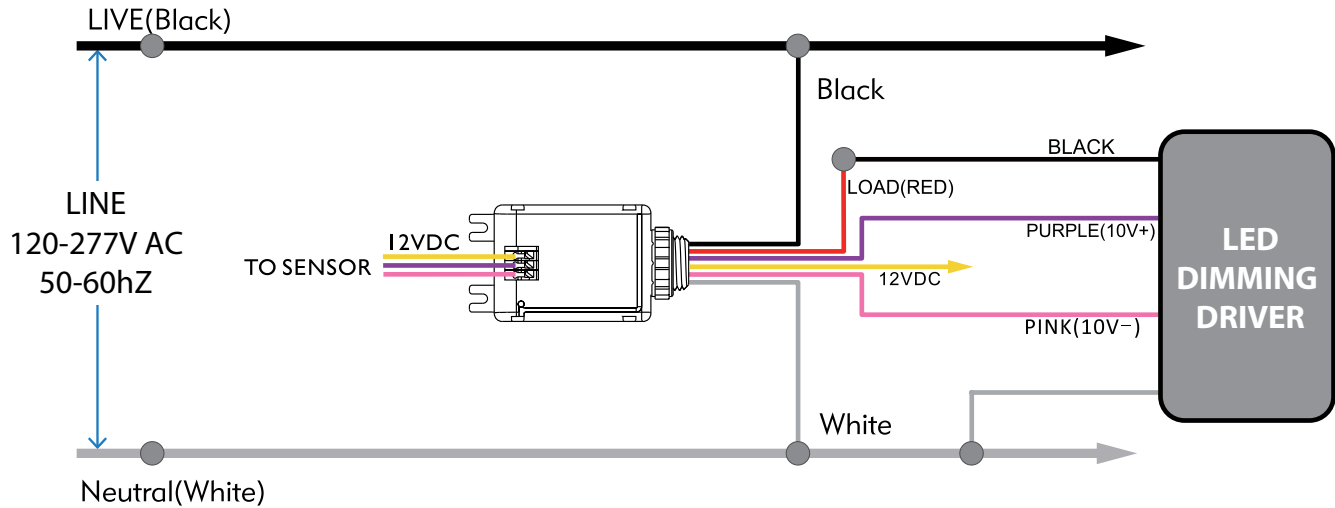 LIVE(Black)
Black
BLACK
LOAD(RED)
PURPLE(10V+)
LINE
120-277V AC
50-60hZ
12VDC
TO SENSOR
12VDC
PINK(10V−)
LED
DIMMING
DRIVER
White
Neutral(White)